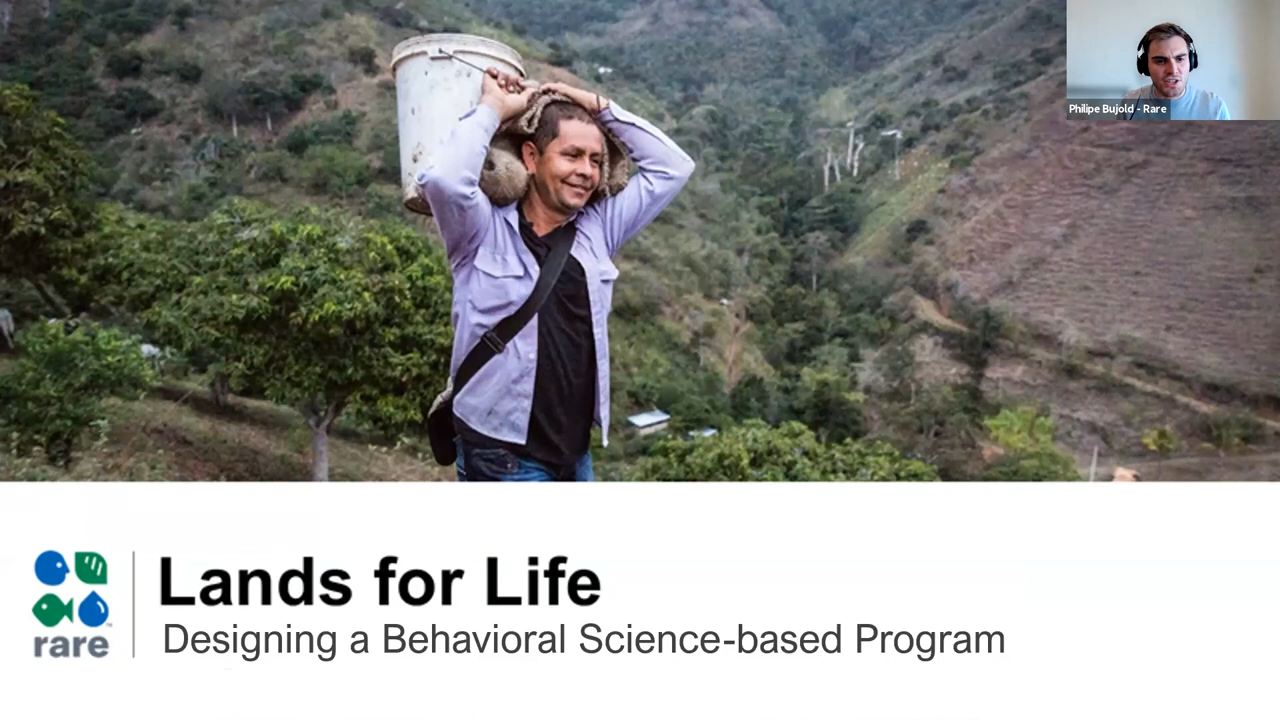 Philipe Bujold - Rare
Lands for Life
rare
Designing a Behavioral Science-based Program